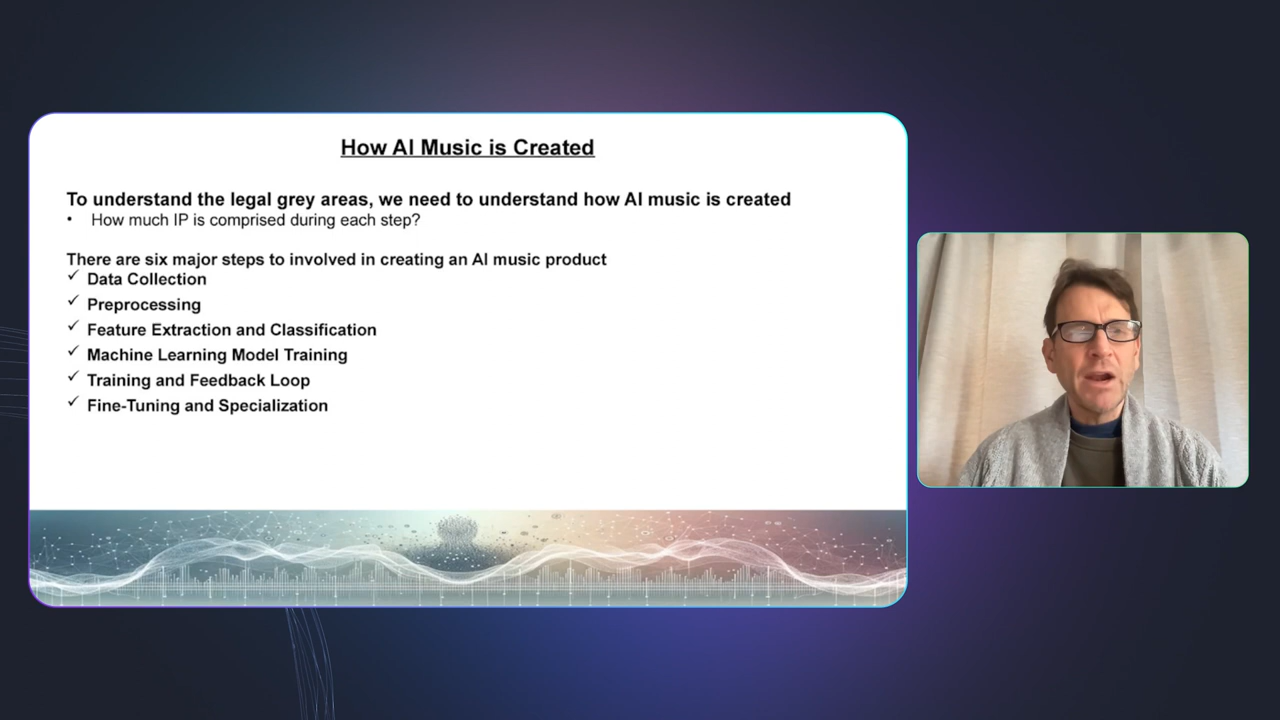 How AI Music is Created
To understand the legal grey areas, we need to understand how AI music is created
• How much IP is comprised during each step?
There are six major steps to involved in creating an AI music product
✓ Data Collection
✓ Preprocessing
✓ Feature Extraction and Classification
✓ Machine Learning Model Training
✓ Training and Feedback Loop
✓ Fine-Tuning and Specialization